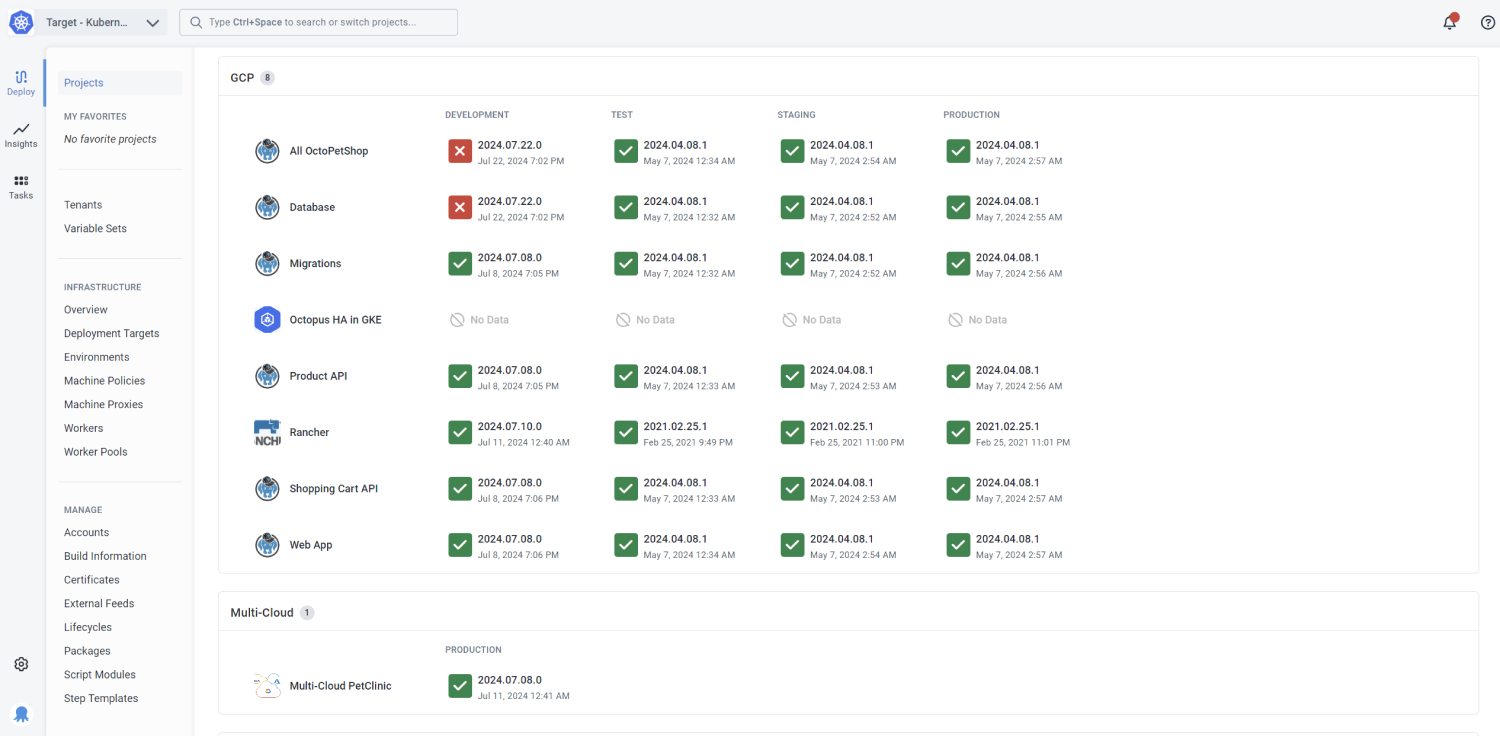 Target - Kubern...
Type Ctrl+Space to search or switch projects...
Deploy
Insights
Tasks
Projects
MY FAVORITES
No favorite projects
Tenants
Variable Sets
INFRASTRUCTURE
Overview
Deployment Targets
Environments
Machine Policies
Machine Proxies
Workers
Worker Pools
MANAGE
Accounts
Build Information
Certificates
External Feeds
Lifecycles
Packages
Script Modules
Step Templates
GCP 8
DEVELOPMENT TEST STAGING PRODUCTION
All OctoPetShop
2024.07.22.0 2024.04.08.1 2024.04.08.1 2024.04.08.1
Jul 22, 2024 7:02 PM May 7, 2024 12:34 AM May 7, 2024 2:54 AM May 7, 2024 2:57 AM
Database
2024.07.22.0 2024.04.08.1 2024.04.08.1 2024.04.08.1
Jul 22, 2024 7:02 PM May 7, 2024 12:32 AM May 7, 2024 2:52 AM May 7, 2024 2:55 AM
Migrations
2024.07.08.0 2024.04.08.1 2024.04.08.1 2024.04.08.1
Jul 8, 2024 7:05 PM May 7, 2024 12:32 AM May 7, 2024 2:52 AM May 7, 2024 2:56 AM
Octopus HA in GKE No Data No Data No Data No Data
Product API
2024.07.08.0 2024.04.08.1 2024.04.08.1 2024.04.08.1
Jul 8, 2024 7:05 PM May 7, 2024 12:33 AM May 7, 2024 2:53 AM May 7, 2024 2:56 AM
NCHI
Rancher
2024.07.10.0 2021.02.25.1 2021.02.25.1 2021.02.25.1
Jul 11, 2024 12:40 AM Feb 25, 2021 9:49 PM Feb 25, 2021 11:00 PM Feb 25, 2021 11:01 PM
Shopping Cart API
2024.07.08.0 2024.04.08.1 2024.04.08.1 2024.04.08.1
Jul 8, 2024 7:06 PM May 7, 2024 12:33 AM May 7, 2024 2:53 AM May 7, 2024 2:57 AM
Web App
2024.07.08.0 2024.04.08.1 2024.04.08.1 2024.04.08.1
Jul 8, 2024 7:06 PM May 7, 2024 12:34 AM May 7, 2024 2:54 AM May 7, 2024 2:57 AM
Multi-Cloud 1
PRODUCTION
Multi-Cloud PetClinic
2024.07.08.0
Jul 11, 2024 12:41 AM